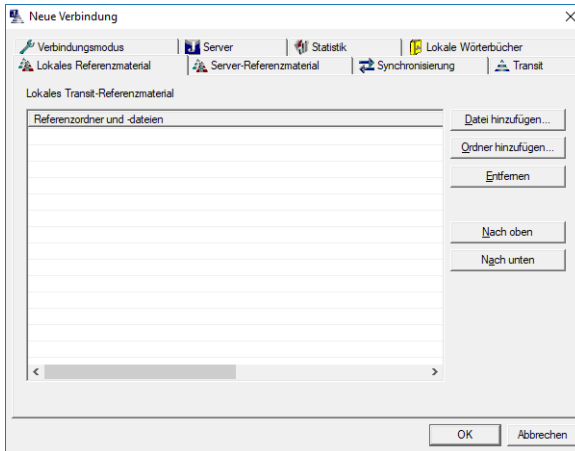 Neue Verbindung
Verbindungsmodus Server Statistik Lokale Wörterbücher
Lokales Referenzmaterial Server-Referenzmaterial Synchronisierung Transit
Lokales Transit-Referenzmaterial
Referenzordner und -dateien
Datei hinzufügen...
Ordner hinzufügen...
Entfernen
Nach oben
Nach unten
OK Abbrechen